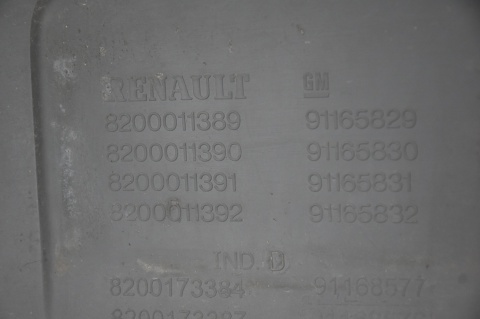 RENAULT GM
8200011389 91165829
8200011390 91165830
8200011391 91165831
8200011392 91165832
IND. D
8200173384 91168577